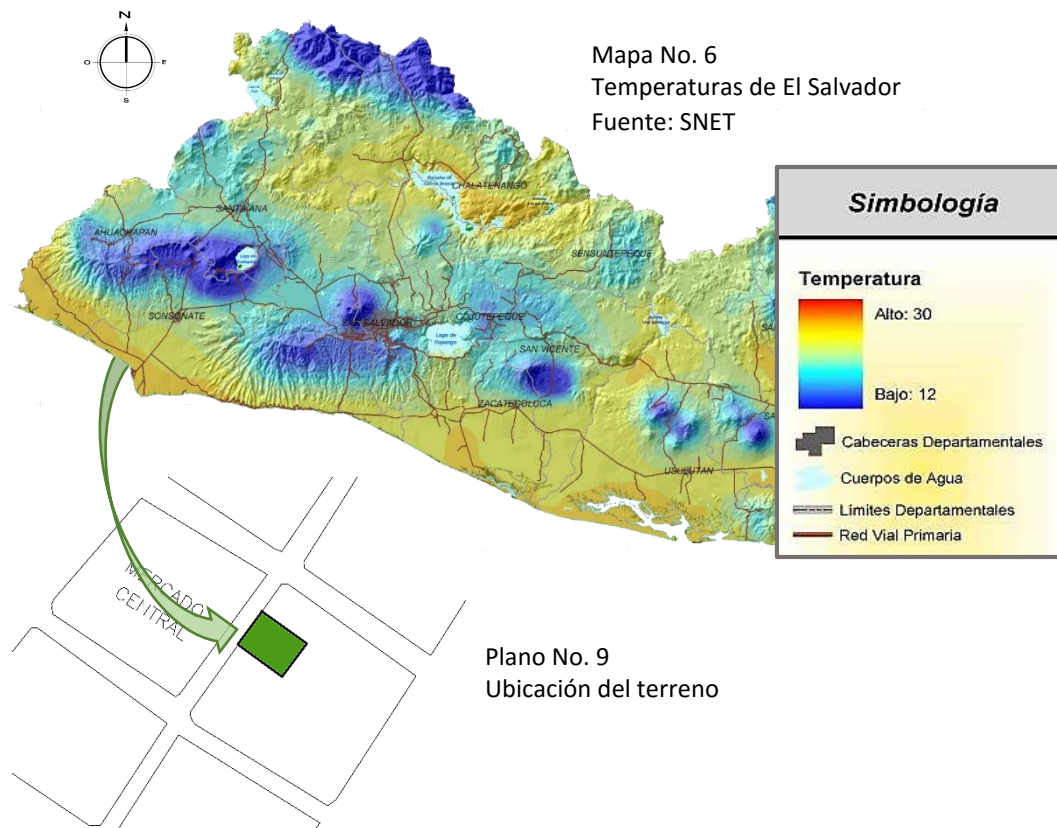 N
O
E
S
Mapa No. 6
Temperaturas de El Salvador
Fuente: SNET
Simbología
Temperatura
Alto: 30
Bajo: 12
Cabeceras Departamentales
Cuerpos de Agua
Limites Departamentales
Red Vial Primaria
CHALATENANGO
SANTA ANA
AHUACHAPAN
SENSUNTEPEQUE
SONSONATE
SAN SALVADOR
COJUTEPEQUE
Lago de
SAN VICENTE
ZACATECOLUCA
USULUTAN
MERCADO
CENTRAL
Plano No. 9
Ubicación del terreno